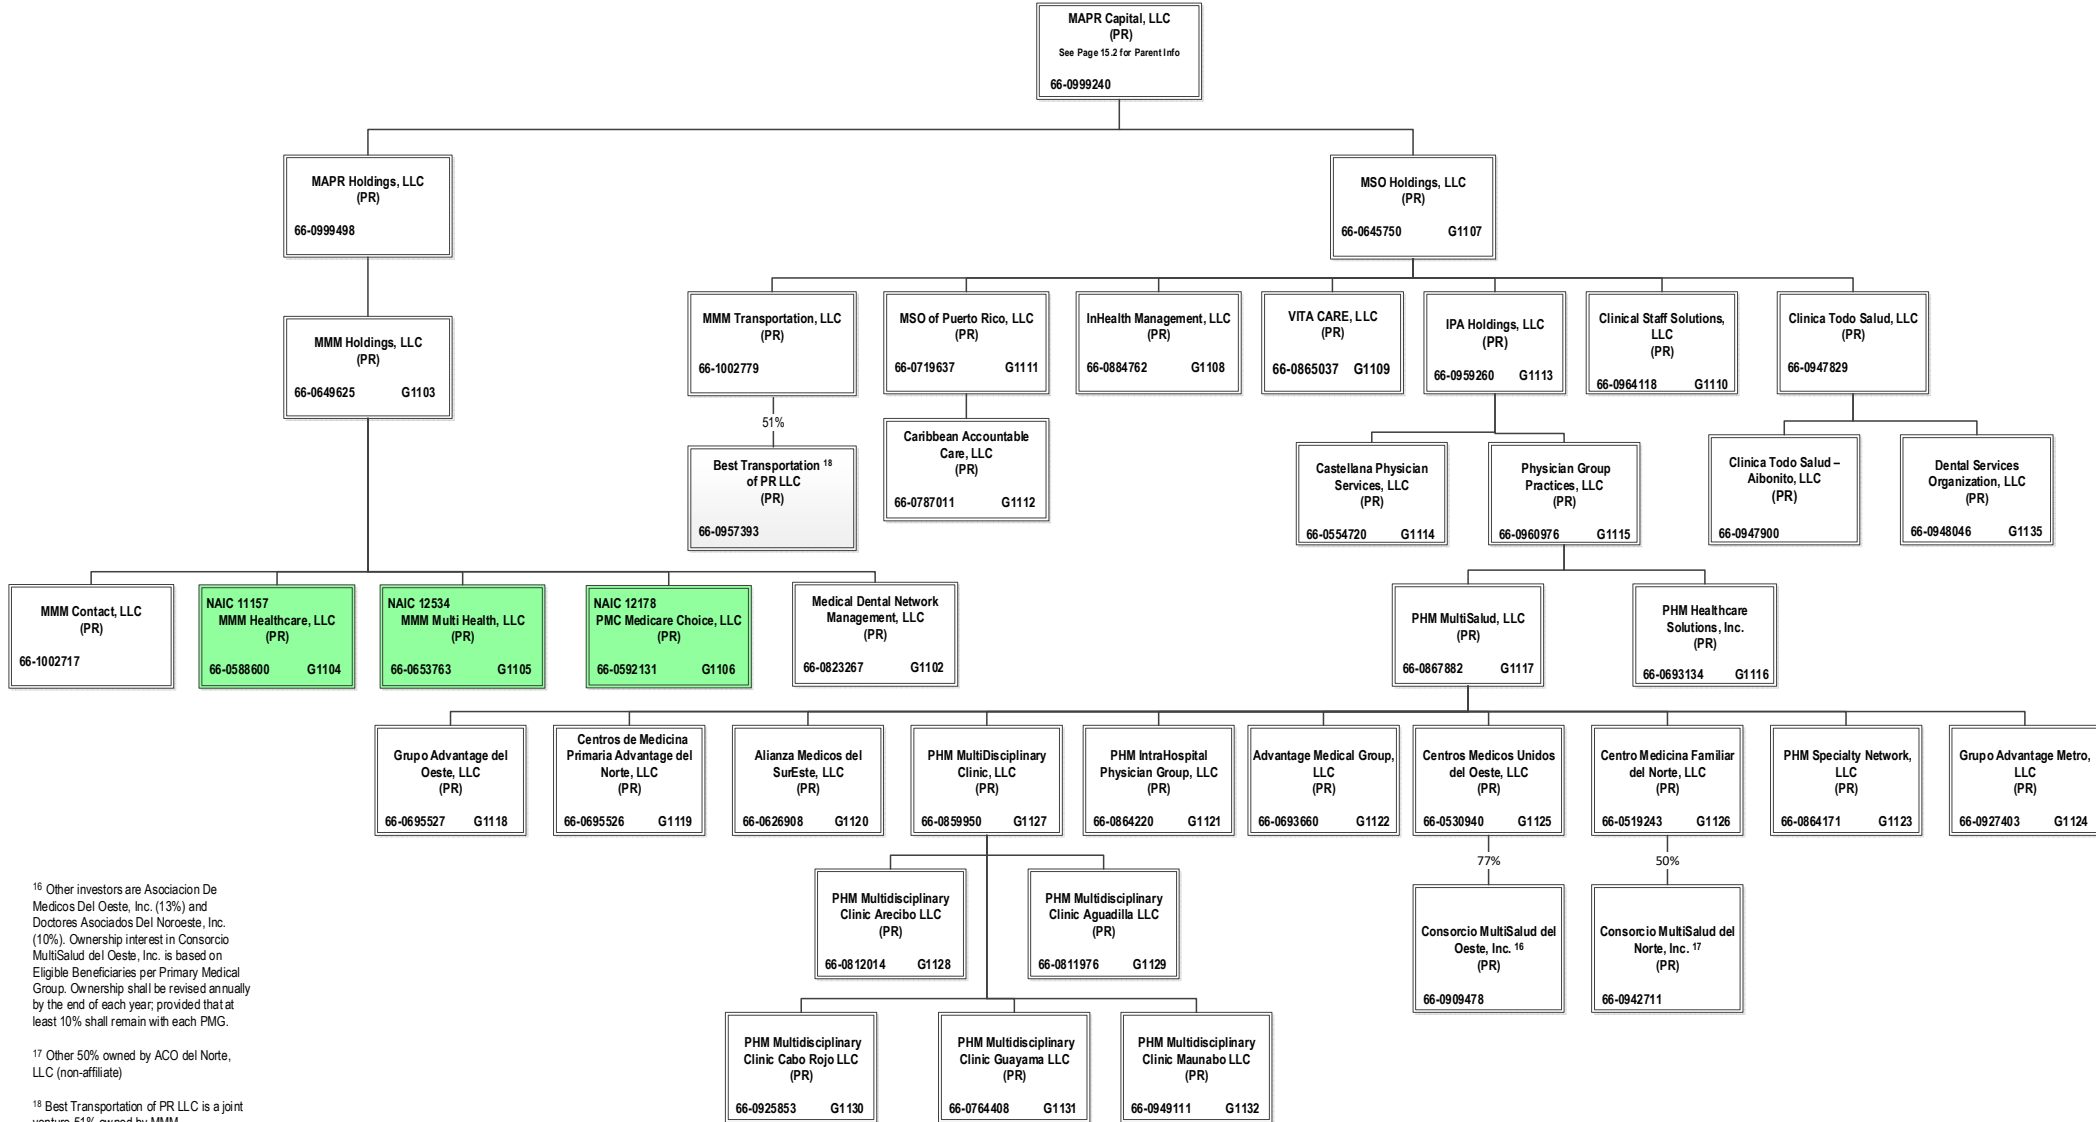 MAPR Capital, LLC
(PR)
See Page 15.2 for Parent Info
66-0999240
MAPR Holdings, LLC
(PR)
66-0999498
MSO Holdings, LLC
(PR)
66-0645750 G1107
MMM Holdings, LLC
(PR)
66-0649625 G1103
MMM Transportation, LLC
(PR)
66-1002779
MSO of Puerto Rico, LLC
(PR)
66-0719637 G1111
InHealth Management, LLC
(PR)
66-0884762 G1108
VITA CARE, LLC
(PR)
66-0865037 G1109
IPA Holdings, LLC
(PR)
66-0959260 G1113
Clinical Staff Solutions,
LLC
(PR)
66-0964118 G1110
Clinica Todo Salud, LLC
(PR)
66-0947829
51%
Best Transportation 18
of PR LLC
(PR)
66-0957393
Caribbean Accountable
Care, LLC
(PR)
66-0787011 G1112
Castellana Physician
Services, LLC
(PR)
66-0554720 G1114
Physician Group
Practices, LLC
(PR)
66-0960976 G1115
Clinica Todo Salud –
Aibonito, LLC
(PR)
66-0947900
Dental Services
Organization, LLC
(PR)
66-0948046 G1135
MMM Contact, LLC
(PR)
66-1002717
NAIC 11157
MMM Healthcare, LLC
(PR)
66-0588600 G1104
NAIC 12534
MMM Multi Health, LLC
(PR)
66-0653763 G1105
NAIC 12178
PMC Medicare Choice, LLC
(PR)
66-0592131 G1106
Medical Dental Network
Management, LLC
(PR)
66-0823267 G1102
PHM MultiSalud, LLC
(PR)
66-0867882 G1117
PHM Healthcare
Solutions, Inc.
(PR)
66-0693134 G1116
Grupo Advantage del
Oeste, LLC
(PR)
66-0695527 G1118
Centros de Medicina
Primaria Advantage del
Norte, LLC
(PR)
66-0695526 G1119
Alianza Medicos del
SurEste, LLC
(PR)
66-0626908 G1120
PHM MultiDisciplinary
Clinic, LLC
(PR)
66-0859950 G1127
PHM IntraHospital
Physician Group, LLC
(PR)
66-0864220 G1121
Advantage Medical Group,
LLC
(PR)
66-0693660 G1122
Centros Medicos Unidos
del Oeste, LLC
(PR)
66-0530940 G1125
Centro Medicina Familiar
del Norte, LLC
(PR)
66-0519243 G1126
PHM Specialty Network,
LLC
(PR)
66-0864171 G1123
Grupo Advantage Metro,
LLC
(PR)
66-0927403 G1124
PHM Multidisciplinary
Clinic Arecibo LLC
(PR)
66-0812014 G1128
PHM Multidisciplinary
Clinic Aguadilla LLC
(PR)
66-0811976 G1129
77%
Consorcio MultiSalud del
Oeste, Inc. 16
(PR)
66-0909478
50%
Consorcio MultiSalud del
Norte, Inc. 17
(PR)
66-0942711
PHM Multidisciplinary
Clinic Cabo Rojo LLC
(PR)
66-0925853 G1130
PHM Multidisciplinary
Clinic Guayama LLC
(PR)
66-0764408 G1131
PHM Multidisciplinary
Clinic Maunabo LLC
(PR)
66-0949111 G1132
16 Other investors are Asociacion De
Medicos Del Oeste, Inc. (13%) and
Doctores Asociados Del Noroeste, Inc.
(10%). Ownership interest in Consorcio
MultiSalud del Oeste, Inc. is based on
Eligible Beneficiaries per Primary Medical
Group. Ownership shall be revised annually
by the end of each year; provided that at
least 10% shall remain with each PMG.
17 Other 50% owned by ACO del Norte,
LLC (non-affiliate)
18 Best Transportation of PR LLC is a joint
venture 51% owned by MMM